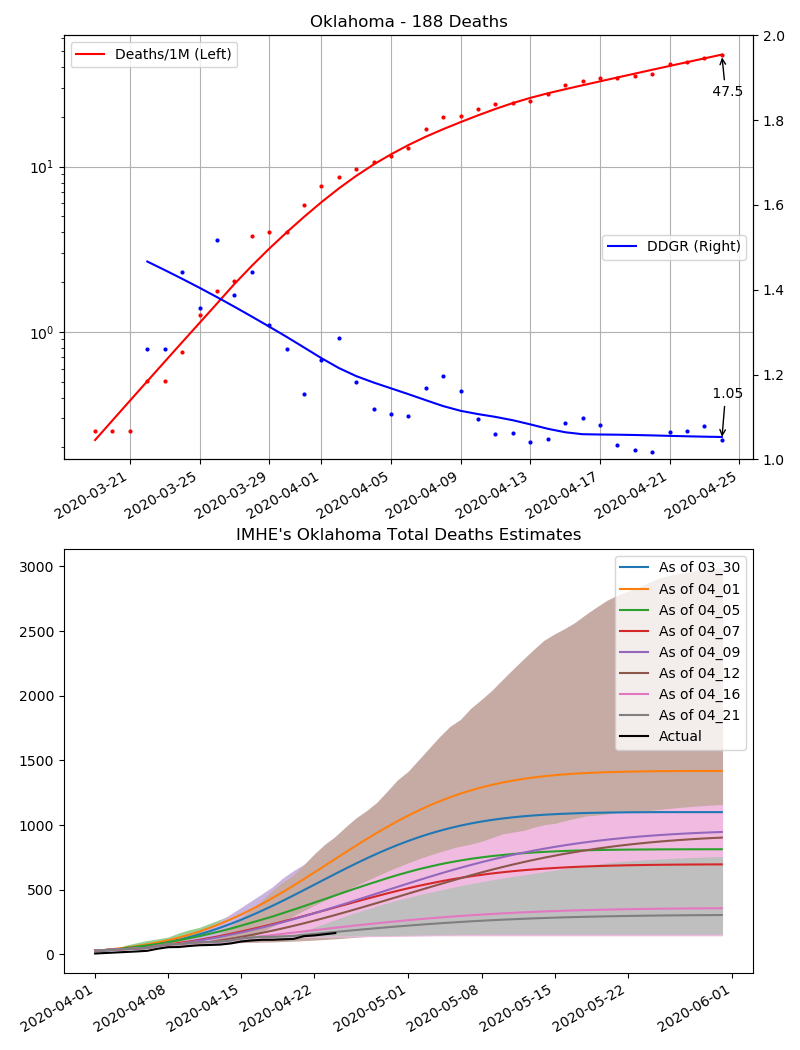 Oklahoma - 188 Deaths
Deaths/1M (Left)
2.0
1.8
1.6
1.4
1.2
1.0
10^1
10^0
47.5
DDGR (Right)
1.05
2020-03-21
2020-03-25
2020-03-29
2020-04-01
2020-04-05
2020-04-09
2020-04-13
2020-04-17
2020-04-21
2020-04-25
IMHE's Oklahoma Total Deaths Estimates
3000
2500
2000
1500
1000
500
0
As of 03_30
As of 04_01
As of 04_05
As of 04_07
As of 04_09
As of 04_12
As of 04_16
As of 04_21
Actual
2020-04-01
2020-04-08
2020-04-15
2020-04-22
2020-05-01
2020-05-08
2020-05-15
2020-05-22
2020-06-01